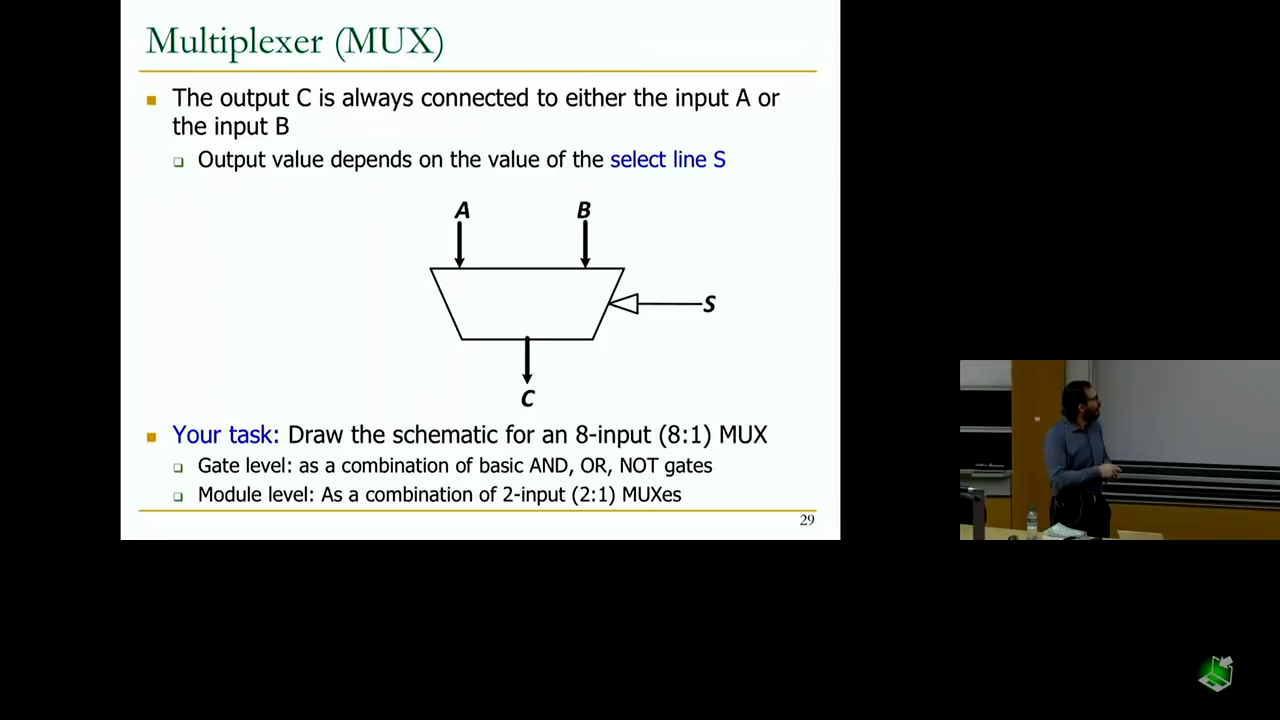 Multiplexer (MUX)
The output C is always connected to either the input A or
the input B
Output value depends on the value of the select line S
A B
S
C
Your task: Draw the schematic for an 8-input (8:1) MUX
Gate level: as a combination of basic AND, OR, NOT gates
Module level: As a combination of 2-input (2:1) MUXes
29